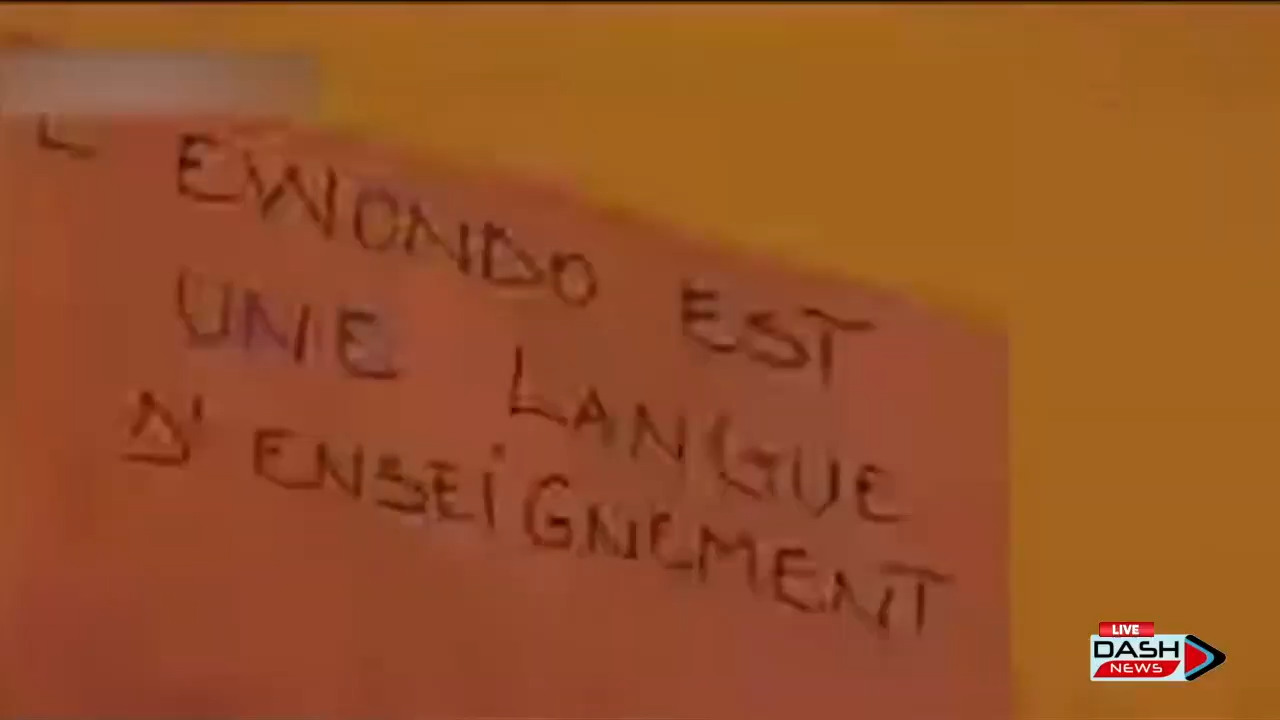 L EWONDO EST
UNE LANGUE
D'ENSEIGNEMENT
LIVE
DASH
NEWS